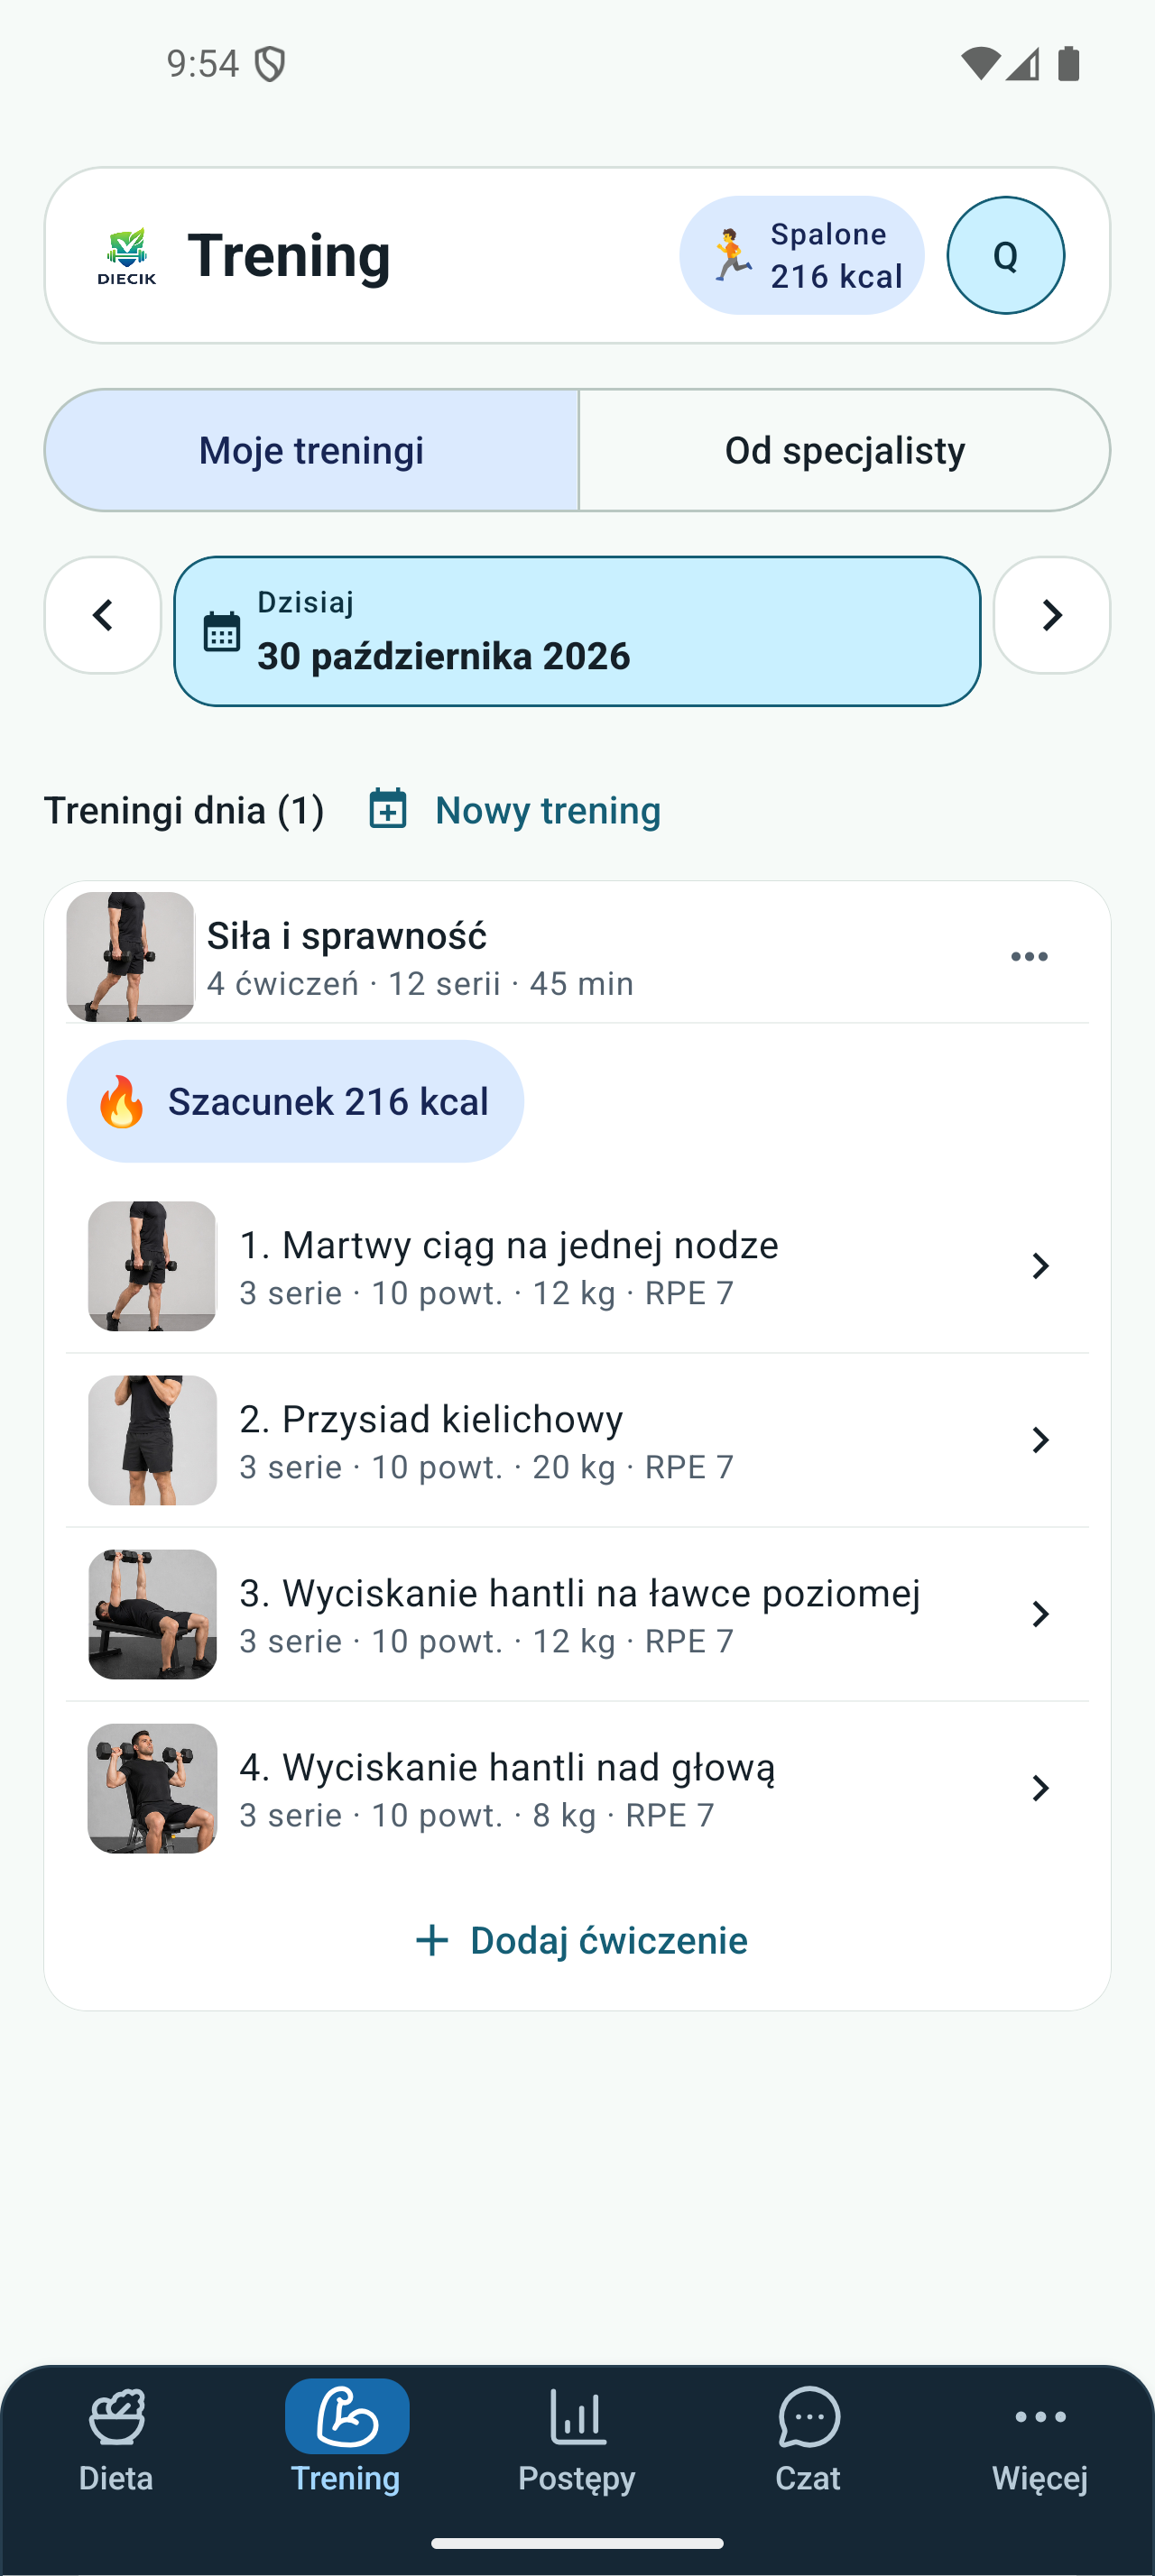 9:54
DIECIK
Trening
Spalone
216 kcal
Q
Moje treningi
Od specjalisty
Dzisiaj
30 października 2026
Treningi dnia (1)
Nowy trening
Siła i sprawność
4 ćwiczeń · 12 serii · 45 min
Szacunek 216 kcal
1. Martwy ciąg na jednej nodze
3 serie · 10 powt. · 12 kg · RPE 7
2. Przysiad kielichowy
3 serie · 10 powt. · 20 kg · RPE 7
3. Wyciskanie hantli na ławce poziomej
3 serie · 10 powt. · 12 kg · RPE 7
4. Wyciskanie hantli nad głową
3 serie · 10 powt. · 8 kg · RPE 7
Dodaj ćwiczenie
Dieta
Trening
Postępy
Czat
Więcej